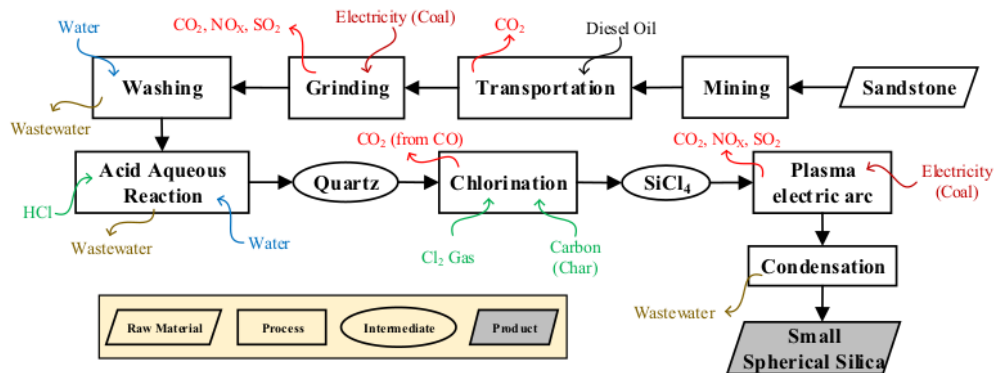 Water
CO₂, NOₓ, SO₂
Electricity (Coal)
CO₂
Diesel Oil
Washing
Grinding
Transportation
Mining
Sandstone
Wastewater
CO₂ (from CO)
CO₂, NOₓ, SO₂
Acid Aqueous
Reaction
Quartz
Chlorination
SiCl₄
Plasma
electric arc
Electricity
(Coal)
HCl
Wastewater
Water
Cl₂ Gas
Carbon
(Char)
Condensation
Wastewater
Raw Material
Process
Intermediate
Product
Small
Spherical Silica